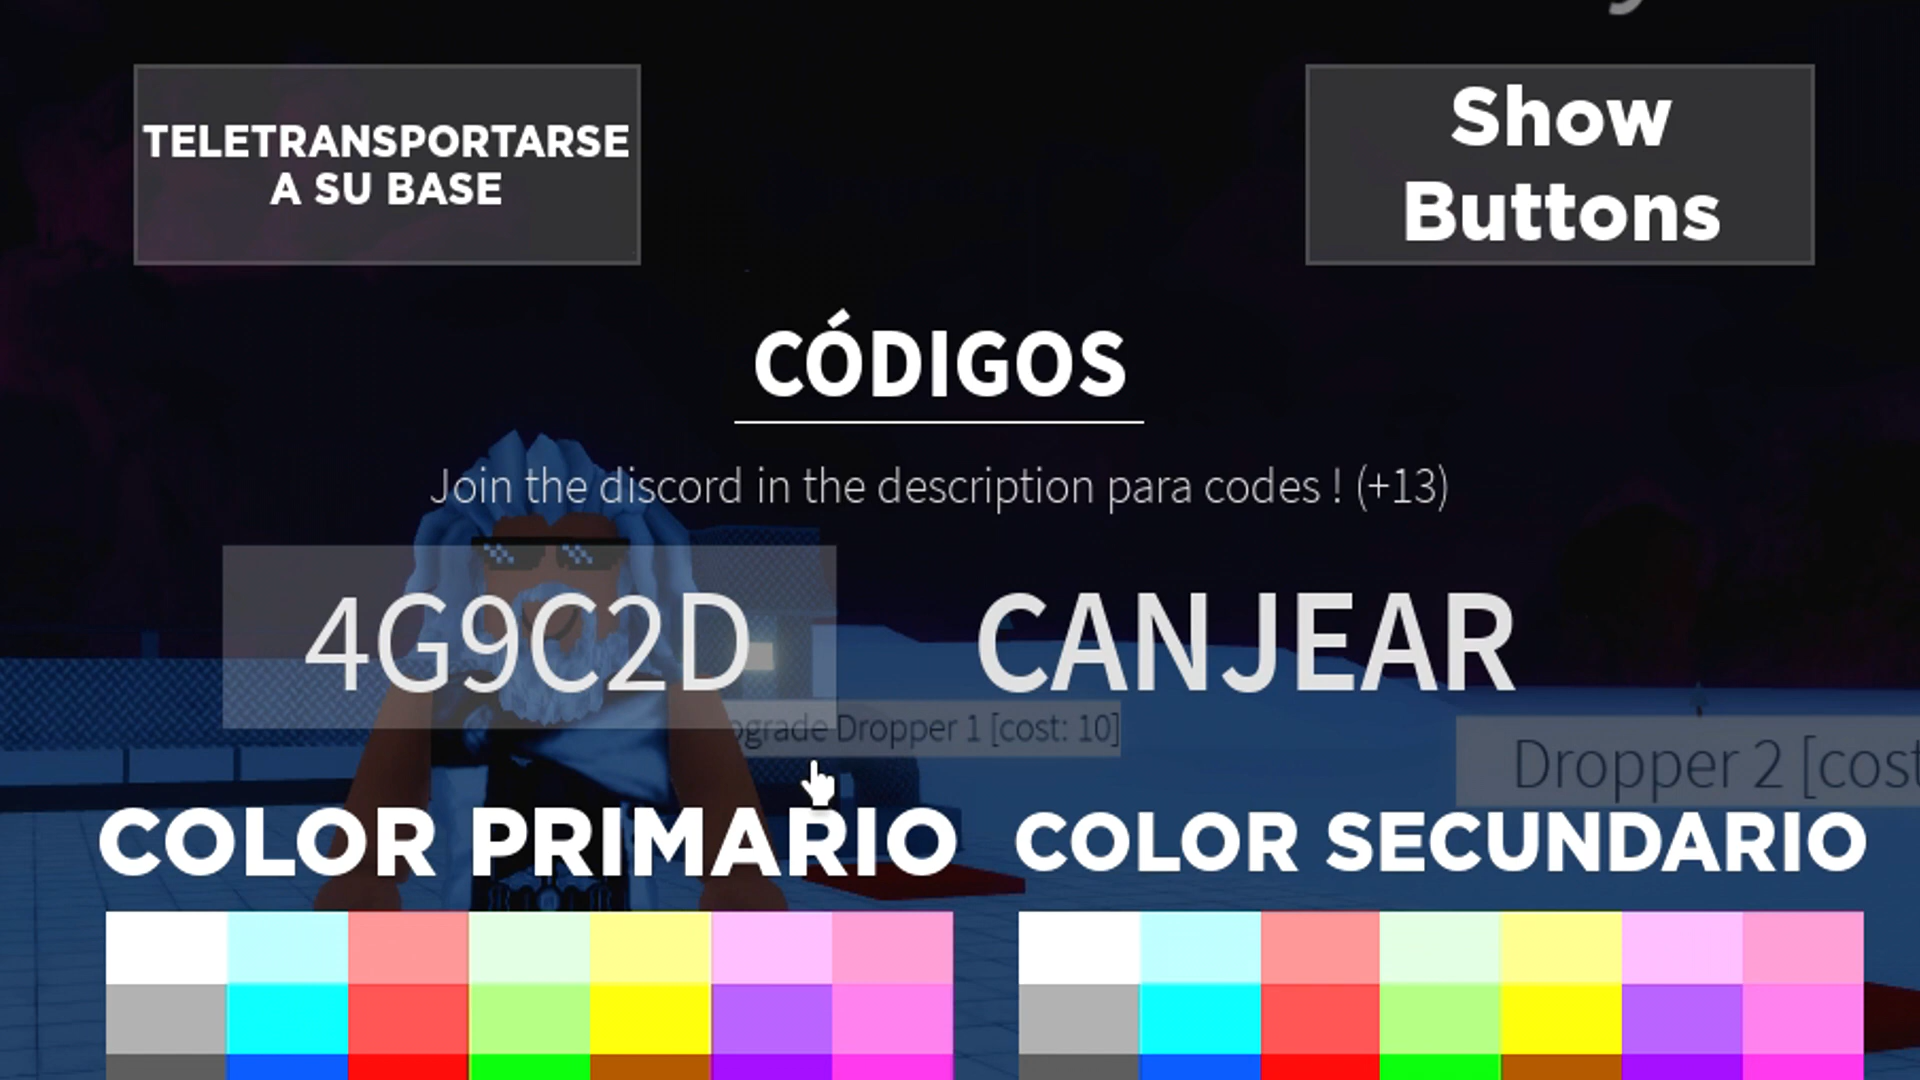 TELETRANSPORTARSE
A SU BASE
Show
Buttons
CÓDIGOS
Join the discord in the description para codes ! (+13)
4G9C2D
CANJEAR
Dropper 1 [cost: 10]
Dropper 2 [cost
COLOR PRIMARIO
COLOR SECUNDARIO